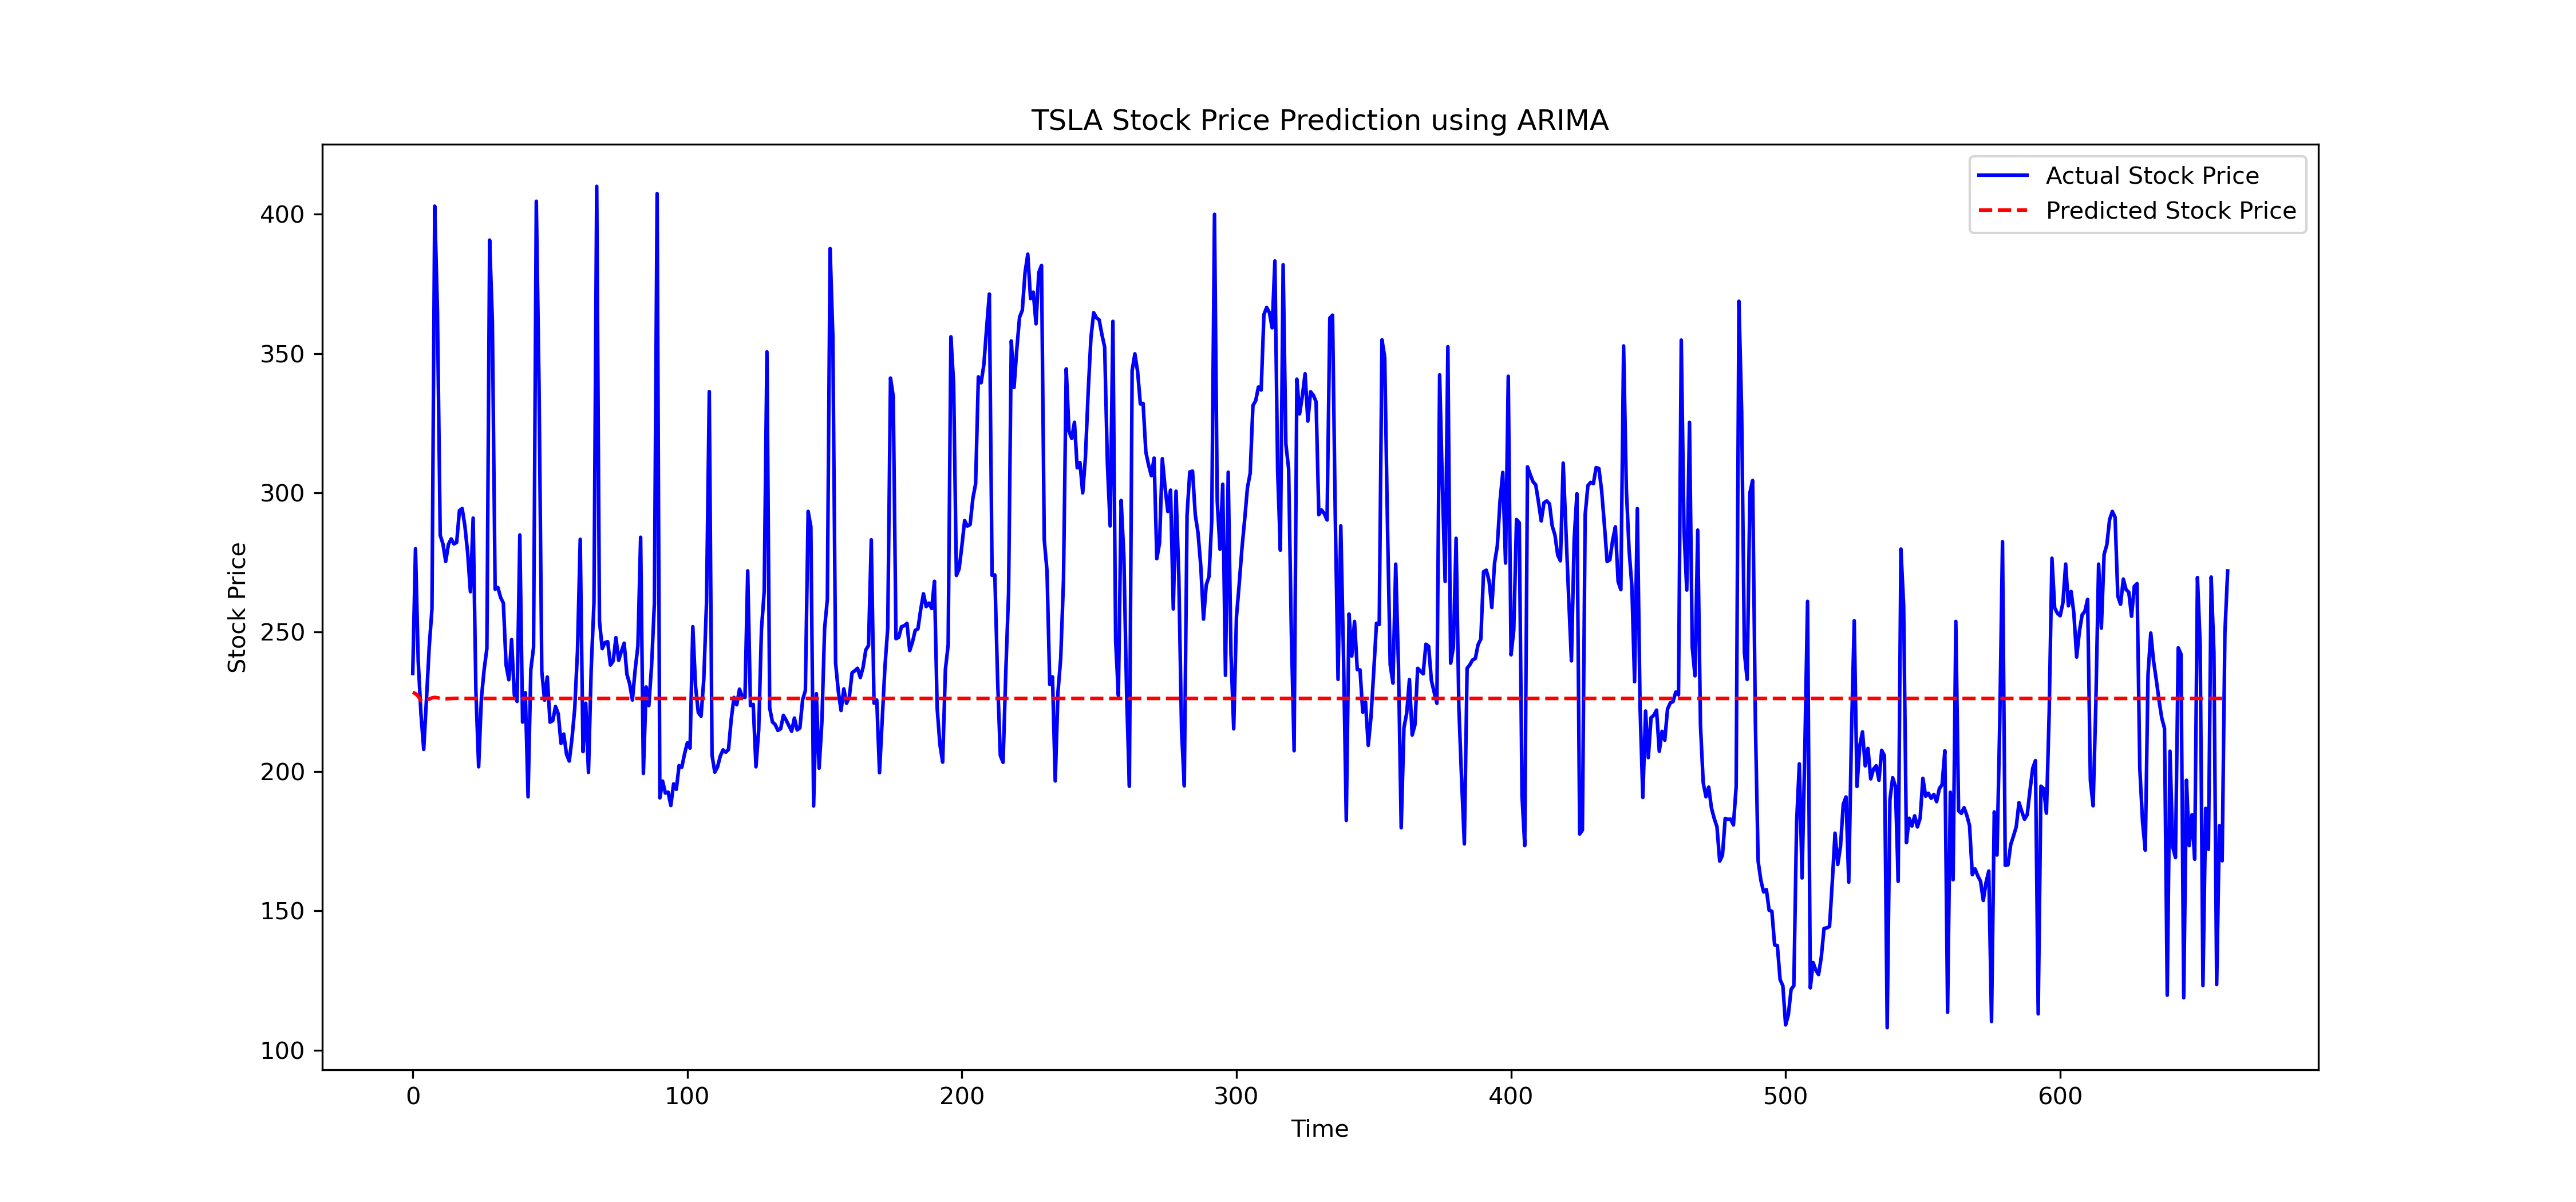 TSLA Stock Price Prediction using ARIMA
Actual Stock Price
Predicted Stock Price
400
350
300
250
200
150
100
Stock Price
0 100 200 300 400 500 600
Time